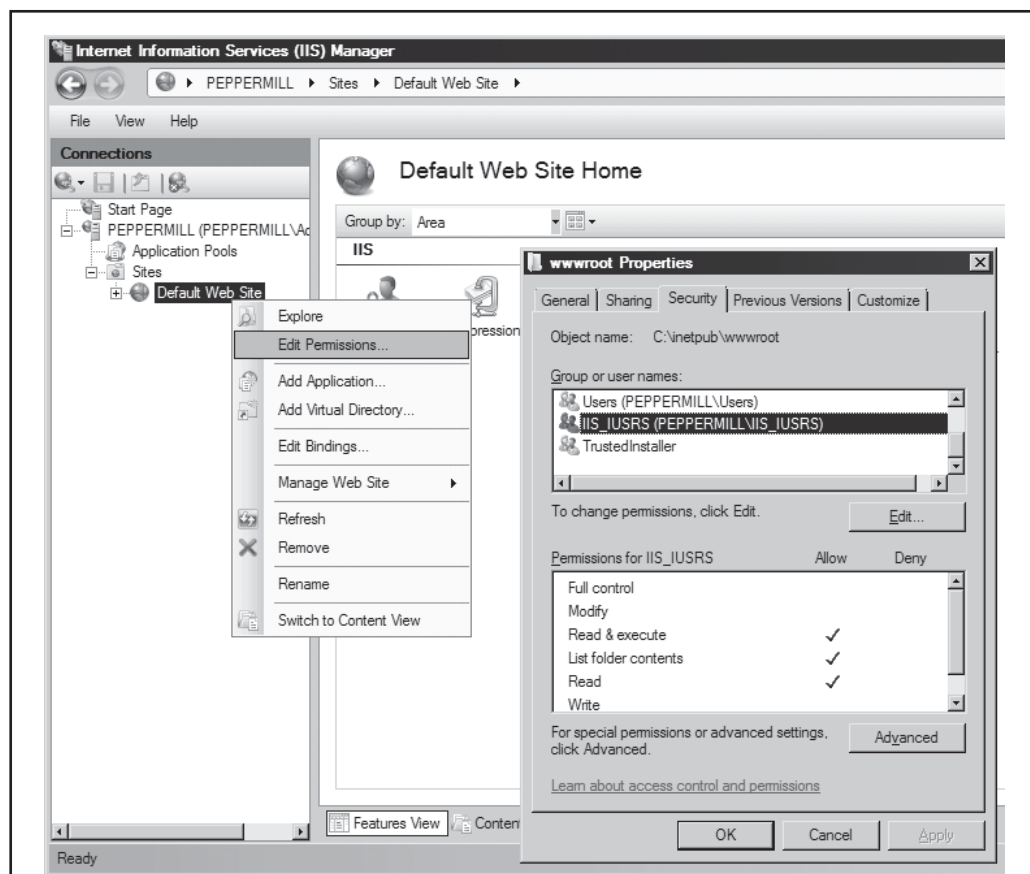 Internet Information Services (IIS) Manager
PEPPERMILL Sites Default Web Site
File View Help
Connections
Start Page
PEPPERMILL (PEPPERMILL\Ad
Application Pools
Sites
Default Web Site
Default Web Site Home
Group by: Area
IIS
pression
Explore
Edit Permissions...
Add Application...
Add Virtual Directory...
Edit Bindings...
Manage Web Site
Refresh
Remove
Rename
Switch to Content View
wwwroot Properties
General Sharing Security Previous Versions Customize
Object name: C:\inetpub\wwwroot
Group or user names:
Users (PEPPERMILL\Users)
IIS_IUSRS (PEPPERMILL\IIS_IUSRS)
TrustedInstaller
To change permissions, click Edit.
Edit...
Permissions for IIS_IUSRS Allow Deny
Full control
Modify
Read & execute
List folder contents
Read
Write
For special permissions or advanced settings,
click Advanced.
Advanced
Learn about access control and permissions
OK Cancel Apply
Features View Conten
Ready